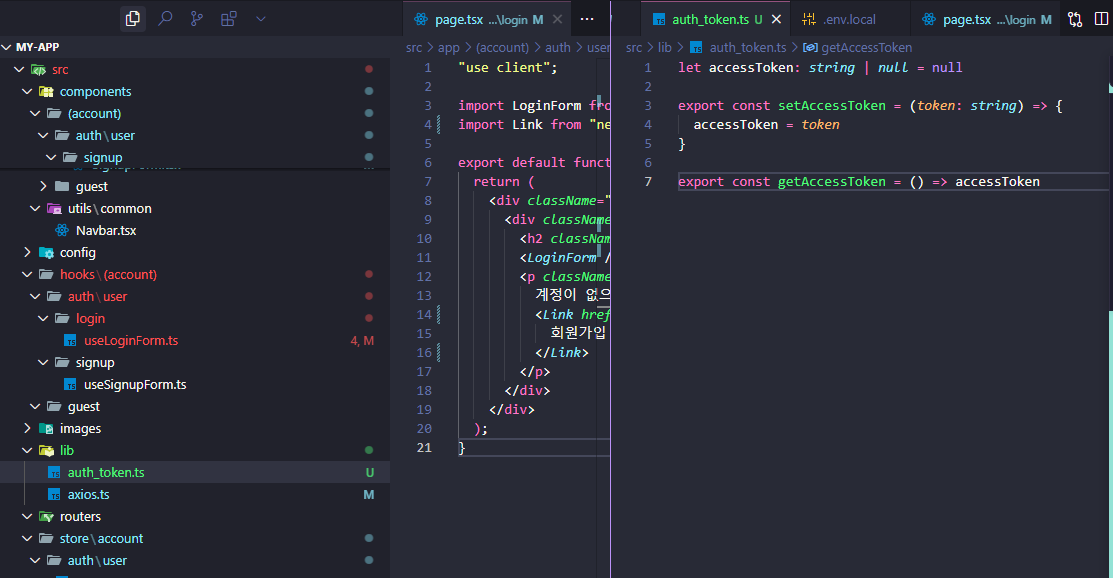 MY-APP
src
components
(account)
auth\user
signup
guest
utils\common
Navbar.tsx
config
hooks\(account)
auth\user
login
useLoginForm.ts 4, M
signup
useSignupForm.ts
guest
images
lib
auth_token.ts U
axios.ts M
routers
store\account
auth\user
page.tsx ...\login M
src > app > (account) > auth > user
1 "use client";
2
3 import LoginForm from
4 import Link from "ne
5
6 export default funct
7 return (
8 <div className="
9 <div className
10 <h2 classNam
11 <LoginForm /
12 <p className
13 계정이 없으
14 <Link href
15 회원가입
16 </Link>
17 </p>
18 </div>
19 </div>
20 );
21 }
auth_token.ts U
.env.local
page.tsx ...\login M
src > lib > auth_token.ts > getAccessToken
1 let accessToken: string | null = null
2
3 export const setAccessToken = (token: string) => {
4 accessToken = token
5 }
6
7 export const getAccessToken = () => accessToken